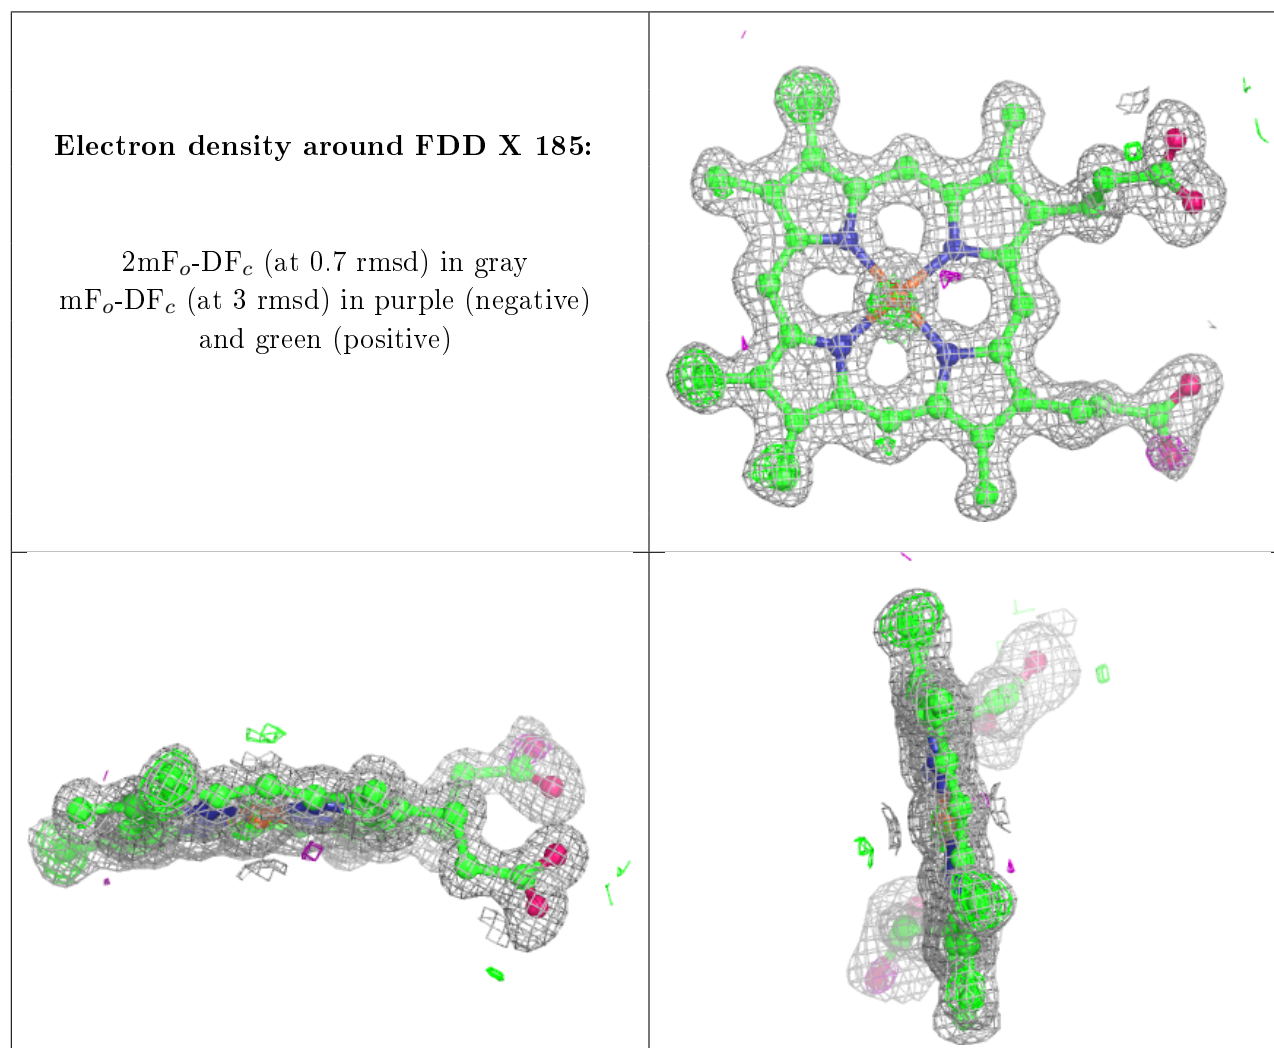 Electron density around FDD X 185:
2mFₒ-DF𝒸 (at 0.7 rmsd) in gray
mFₒ-DF𝒸 (at 3 rmsd) in purple (negative)
and green (positive)